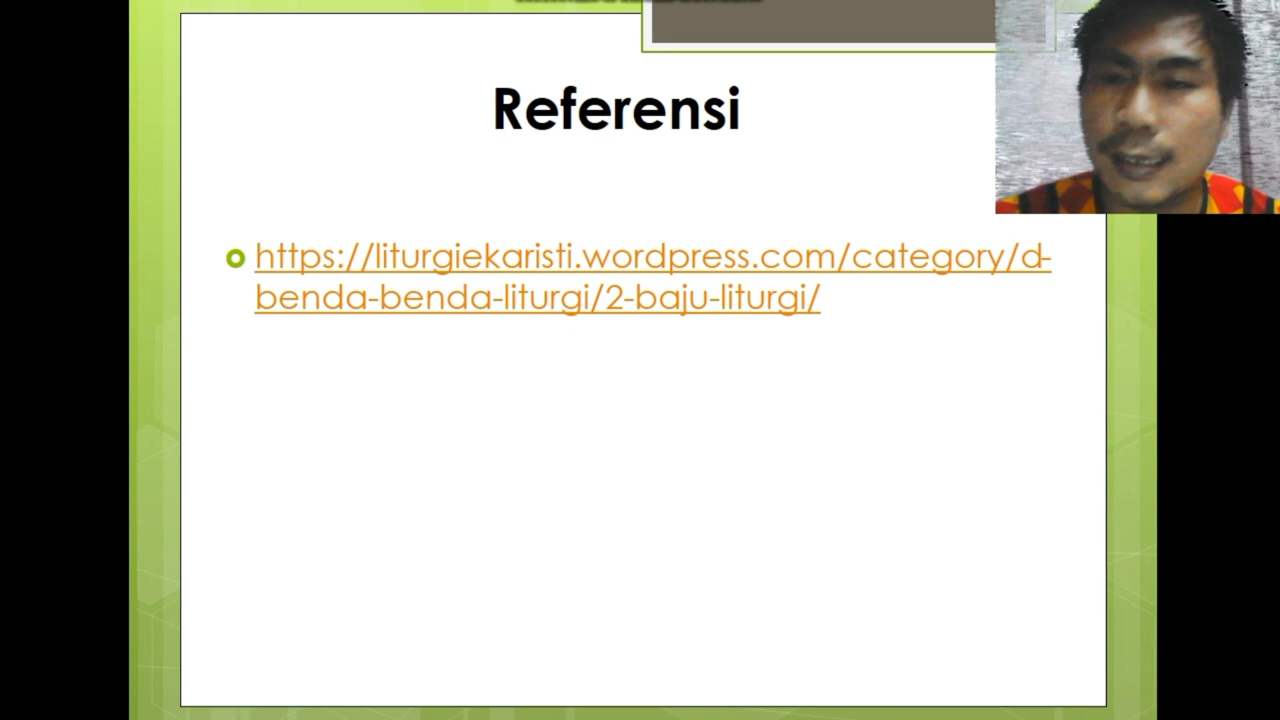 Referensi
https://liturgiekaristi.wordpress.com/category/d-
benda-benda-liturgi/2-baju-liturgi/